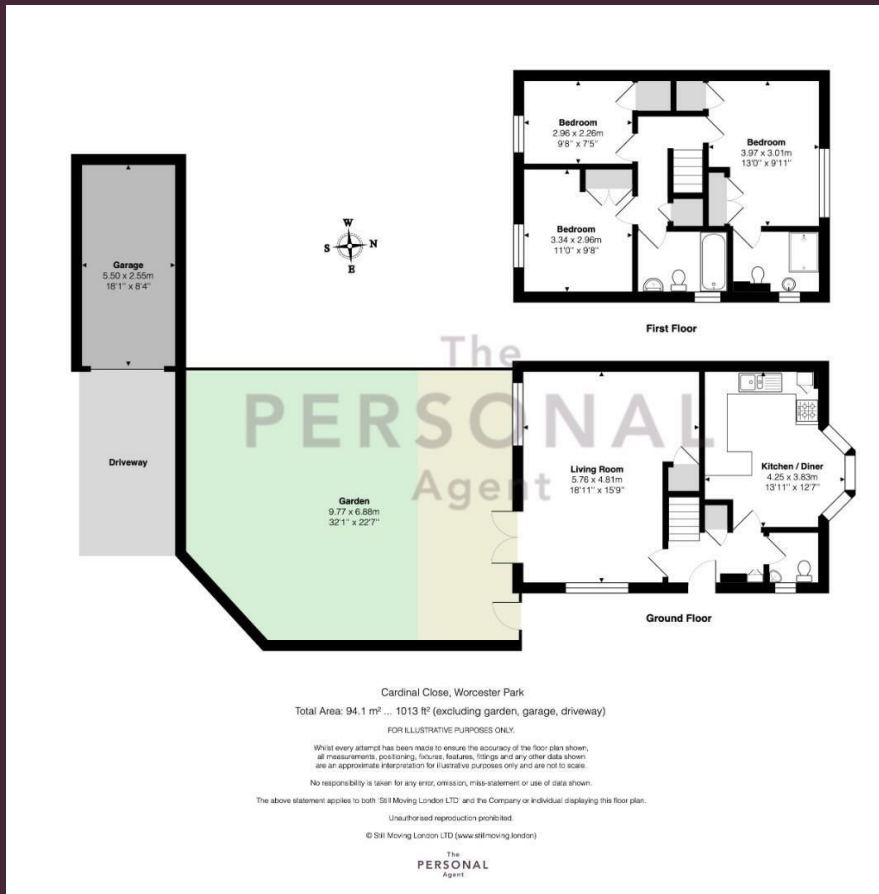 Bedroom
2.96 x 2.26m
9'8" x 7'5"
Bedroom
3.97 x 3.01m
13'0" x 9'11"
Bedroom
3.34 x 2.96m
11'0" x 9'8"
First Floor
W
S
N
E
Garage
5.50 x 2.55m
18'1" x 8'4"
Driveway
The
PERSONAL
Agent
Garden
9.77 x 6.88m
32'1" x 22'7"
Living Room
5.76 x 4.81m
18'11" x 15'9"
Kitchen / Diner
4.25 x 3.83m
13'11" x 12'7"
Ground Floor
Cardinal Close, Worcester Park
Total Area: 94.1 m² ... 1013 ft² (excluding garden, garage, driveway)
FOR ILLUSTRATIVE PURPOSES ONLY.
Whilst every attempt has been made to ensure the accuracy of the floor plan shown,
all measurements, positioning, fixtures, features, fittings and any other data shown
are an approximate interpretation for illustrative purposes only and are not to scale.
No responsibility is taken for any error, omission, miss-statement or use of data shown.
The above statement applies to both 'Still Moving London LTD' and the Company or individual displaying this floor plan.
Unauthorised reproduction prohibited.
© Still Moving London LTD (www.stillmoving.london)
The
PERSONAL
Agent